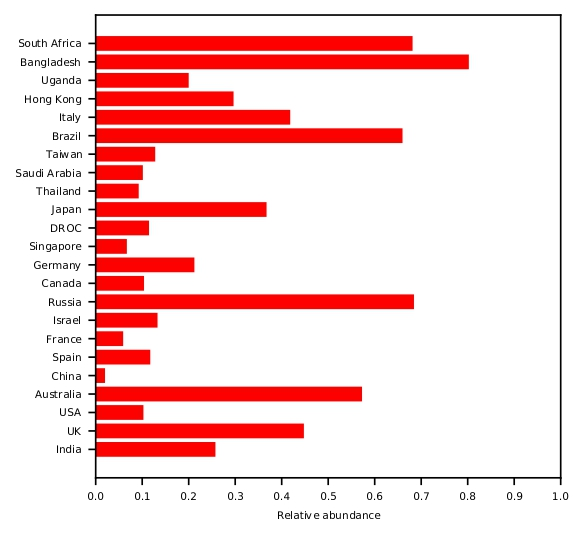 South Africa
Bangladesh
Uganda
Hong Kong
Italy
Brazil
Taiwan
Saudi Arabia
Thailand
Japan
DROC
Singapore
Germany
Canada
Russia
Israel
France
Spain
China
Australia
USA
UK
India
0.0 0.1 0.2 0.3 0.4 0.5 0.6 0.7 0.8 0.9 1.0
Relative abundance